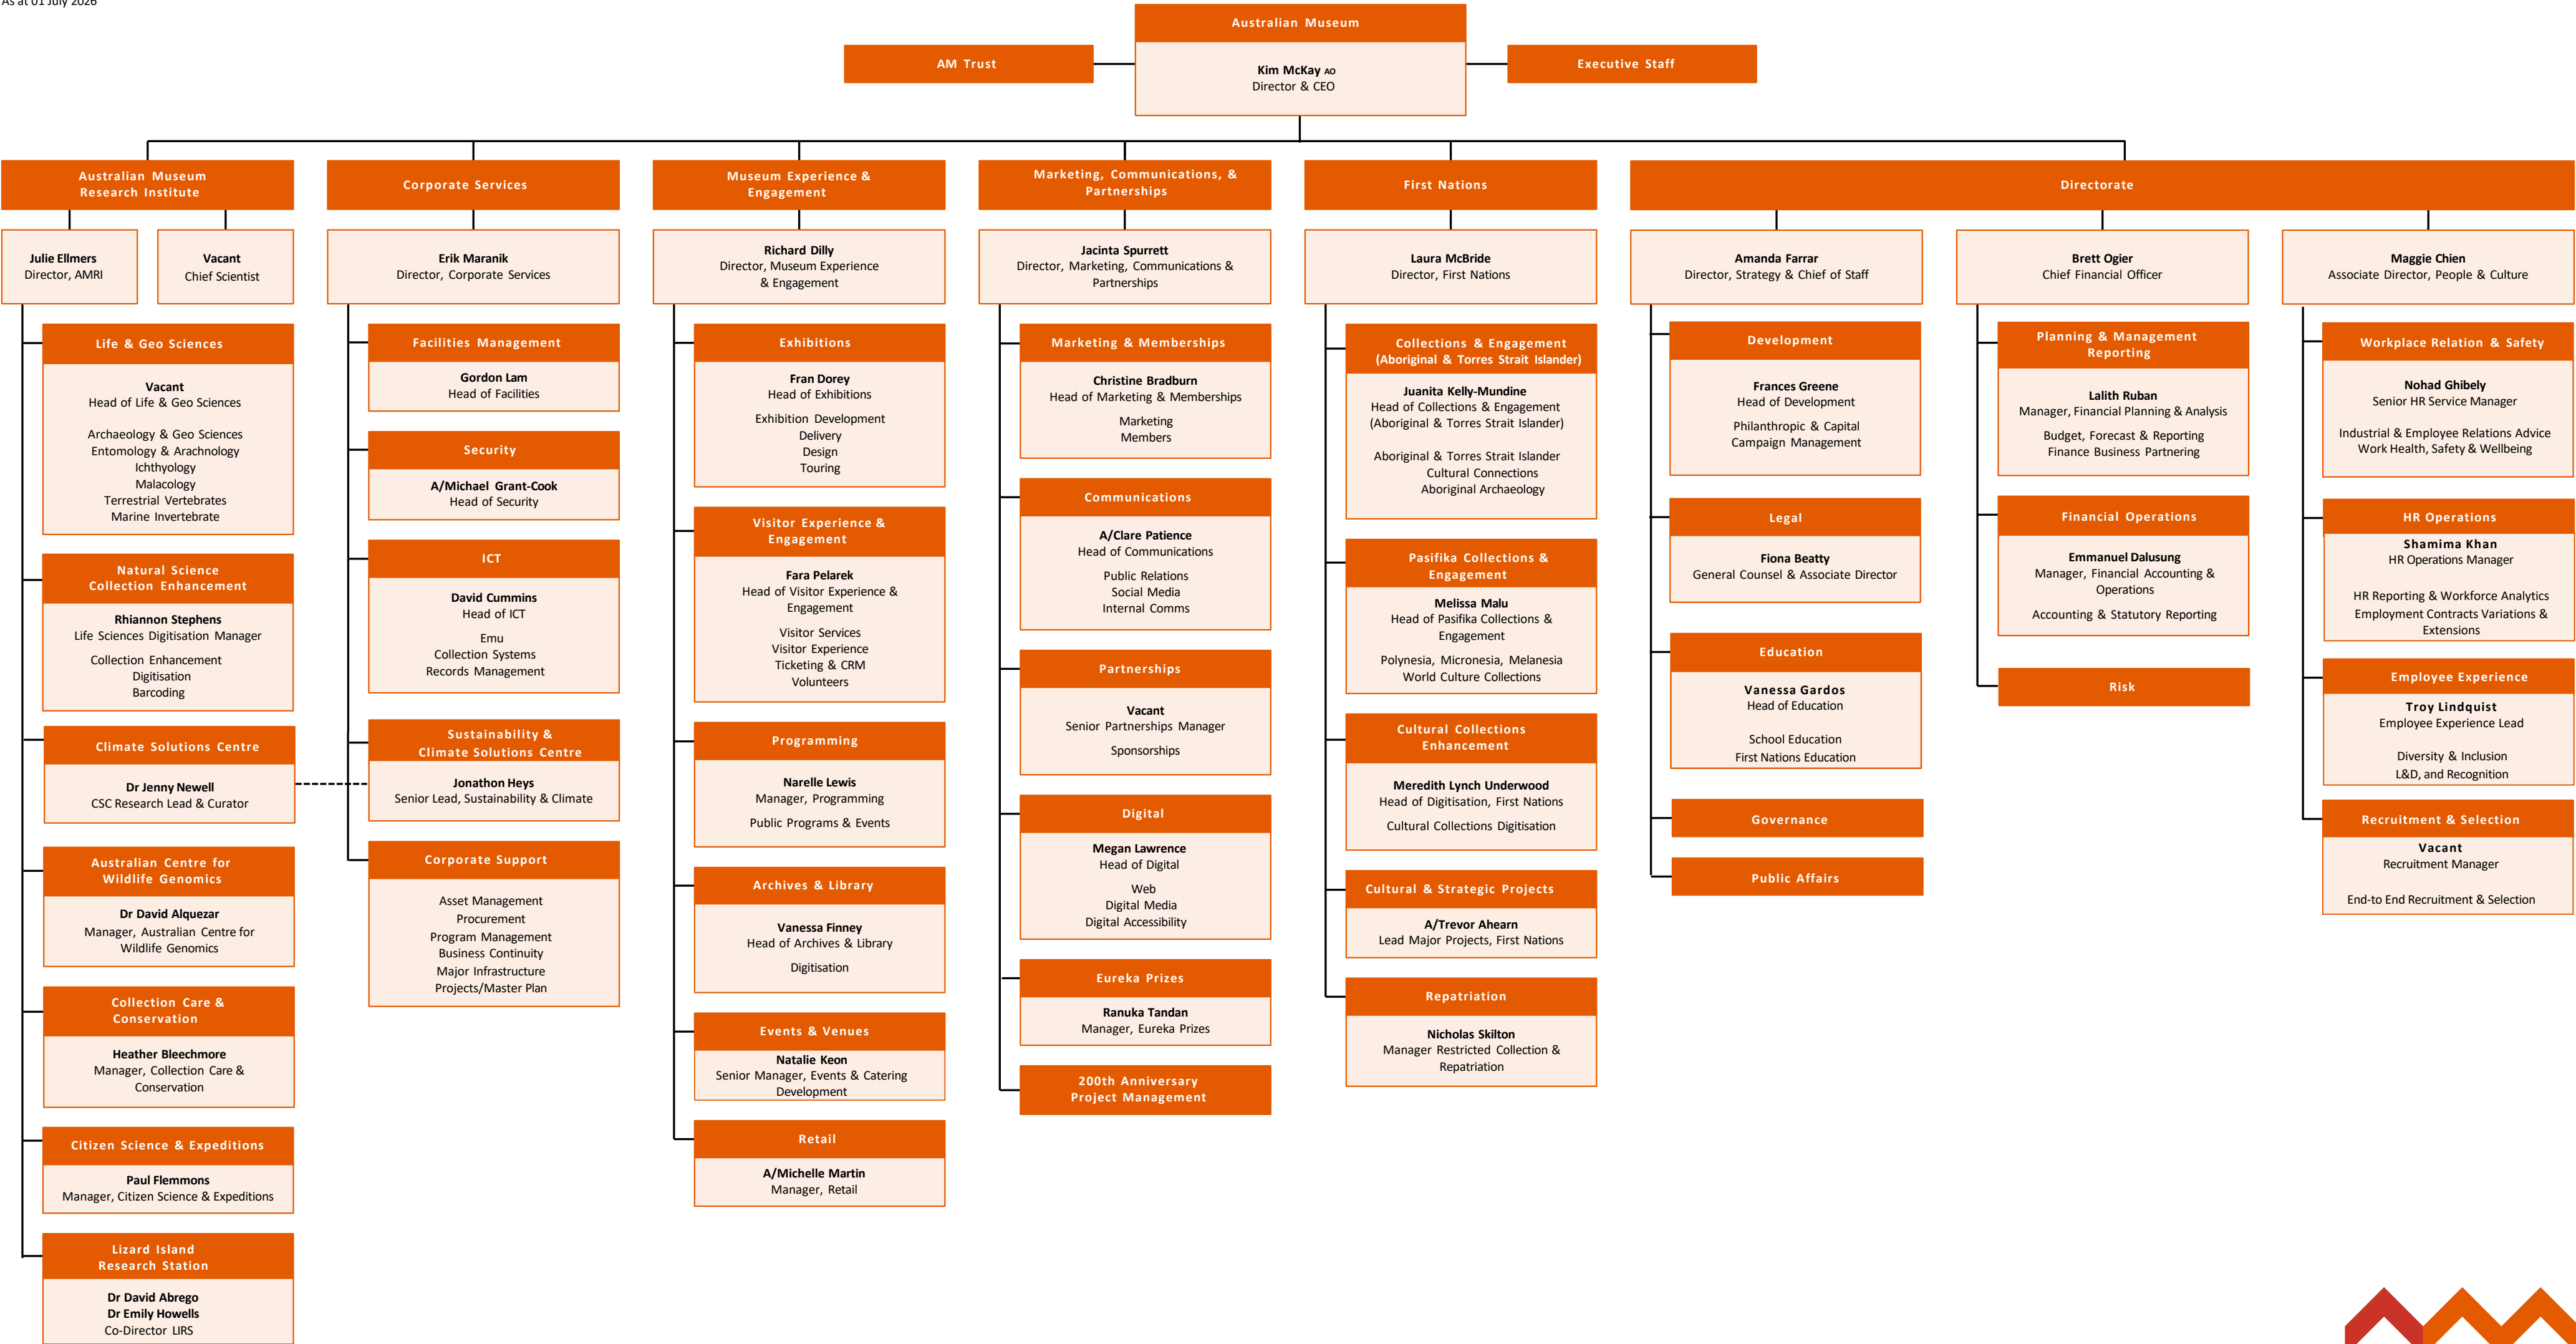 As at 01 July 2026
Australian Museum
Kim McKay AO
Director & CEO
AM Trust
Executive Staff
Australian Museum
Research Institute
Julie Ellmers
Director, AMRI
Vacant
Chief Scientist
Life & Geo Sciences
Vacant
Head of Life & Geo Sciences
Archaeology & Geo Sciences
Entomology & Arachnology
Ichthyology
Malacology
Terrestrial Vertebrates
Marine Invertebrate
Natural Science
Collection Enhancement
Rhiannon Stephens
Life Sciences Digitisation Manager
Collection Enhancement
Digitisation
Barcoding
Climate Solutions Centre
Dr Jenny Newell
CSC Research Lead & Curator
Australian Centre for
Wildlife Genomics
Dr David Alquezar
Manager, Australian Centre for
Wildlife Genomics
Collection Care &
Conservation
Heather Bleechmore
Manager, Collection Care &
Conservation
Citizen Science & Expeditions
Paul Flemmons
Manager, Citizen Science & Expeditions
Lizard Island
Research Station
Dr David Abrego
Dr Emily Howells
Co-Director LIRS
Corporate Services
Erik Maranik
Director, Corporate Services
Facilities Management
Gordon Lam
Head of Facilities
Security
A/Michael Grant-Cook
Head of Security
ICT
David Cummins
Head of ICT
Emu
Collection Systems
Records Management
Sustainability &
Climate Solutions Centre
Jonathon Heys
Senior Lead, Sustainability & Climate
Corporate Support
Asset Management
Procurement
Program Management
Business Continuity
Major Infrastructure
Projects/Master Plan
Museum Experience &
Engagement
Richard Dilly
Director, Museum Experience
& Engagement
Exhibitions
Fran Dorey
Head of Exhibitions
Exhibition Development
Delivery
Design
Touring
Visitor Experience &
Engagement
Fara Pelarek
Head of Visitor Experience &
Engagement
Visitor Services
Visitor Experience
Ticketing & CRM
Volunteers
Programming
Narelle Lewis
Manager, Programming
Public Programs & Events
Archives & Library
Vanessa Finney
Head of Archives & Library
Digitisation
Events & Venues
Natalie Keon
Senior Manager, Events & Catering
Development
Retail
A/Michelle Martin
Manager, Retail
Marketing, Communications, &
Partnerships
Jacinta Spurrett
Director, Marketing, Communications &
Partnerships
Marketing & Memberships
Christine Bradburn
Head of Marketing & Memberships
Marketing
Members
Communications
A/Clare Patience
Head of Communications
Public Relations
Social Media
Internal Comms
Partnerships
Vacant
Senior Partnerships Manager
Sponsorships
Digital
Megan Lawrence
Head of Digital
Web
Digital Media
Digital Accessibility
Eureka Prizes
Ranuka Tandan
Manager, Eureka Prizes
200th Anniversary
Project Management
First Nations
Laura McBride
Director, First Nations
Collections & Engagement
(Aboriginal & Torres Strait Islander)
Juanita Kelly-Mundine
Head of Collections & Engagement
(Aboriginal & Torres Strait Islander)
Aboriginal & Torres Strait Islander
Cultural Connections
Aboriginal Archaeology
Pasifika Collections &
Engagement
Melissa Malu
Head of Pasifika Collections &
Engagement
Polynesia, Micronesia, Melanesia
World Culture Collections
Cultural Collections
Enhancement
Meredith Lynch Underwood
Head of Digitisation, First Nations
Cultural Collections Digitisation
Cultural & Strategic Projects
A/Trevor Ahearn
Lead Major Projects, First Nations
Repatriation
Nicholas Skilton
Manager Restricted Collection &
Repatriation
Directorate
Amanda Farrar
Director, Strategy & Chief of Staff
Development
Frances Greene
Head of Development
Philanthropic & Capital
Campaign Management
Legal
Fiona Beatty
General Counsel & Associate Director
Education
Vanessa Gardos
Head of Education
School Education
First Nations Education
Governance
Public Affairs
Brett Ogier
Chief Financial Officer
Planning & Management
Reporting
Lalith Ruban
Manager, Financial Planning & Analysis
Budget, Forecast & Reporting
Finance Business Partnering
Financial Operations
Emmanuel Dalusung
Manager, Financial Accounting &
Operations
Accounting & Statutory Reporting
Risk
Maggie Chien
Associate Director, People & Culture
Workplace Relation & Safety
Nohad Ghibely
Senior HR Service Manager
Industrial & Employee Relations Advice
Work Health, Safety & Wellbeing
HR Operations
Shamima Khan
HR Operations Manager
HR Reporting & Workforce Analytics
Employment Contracts Variations &
Extensions
Employee Experience
Troy Lindquist
Employee Experience Lead
Diversity & Inclusion
L&D, and Recognition
Recruitment & Selection
Vacant
Recruitment Manager
End-to End Recruitment & Selection